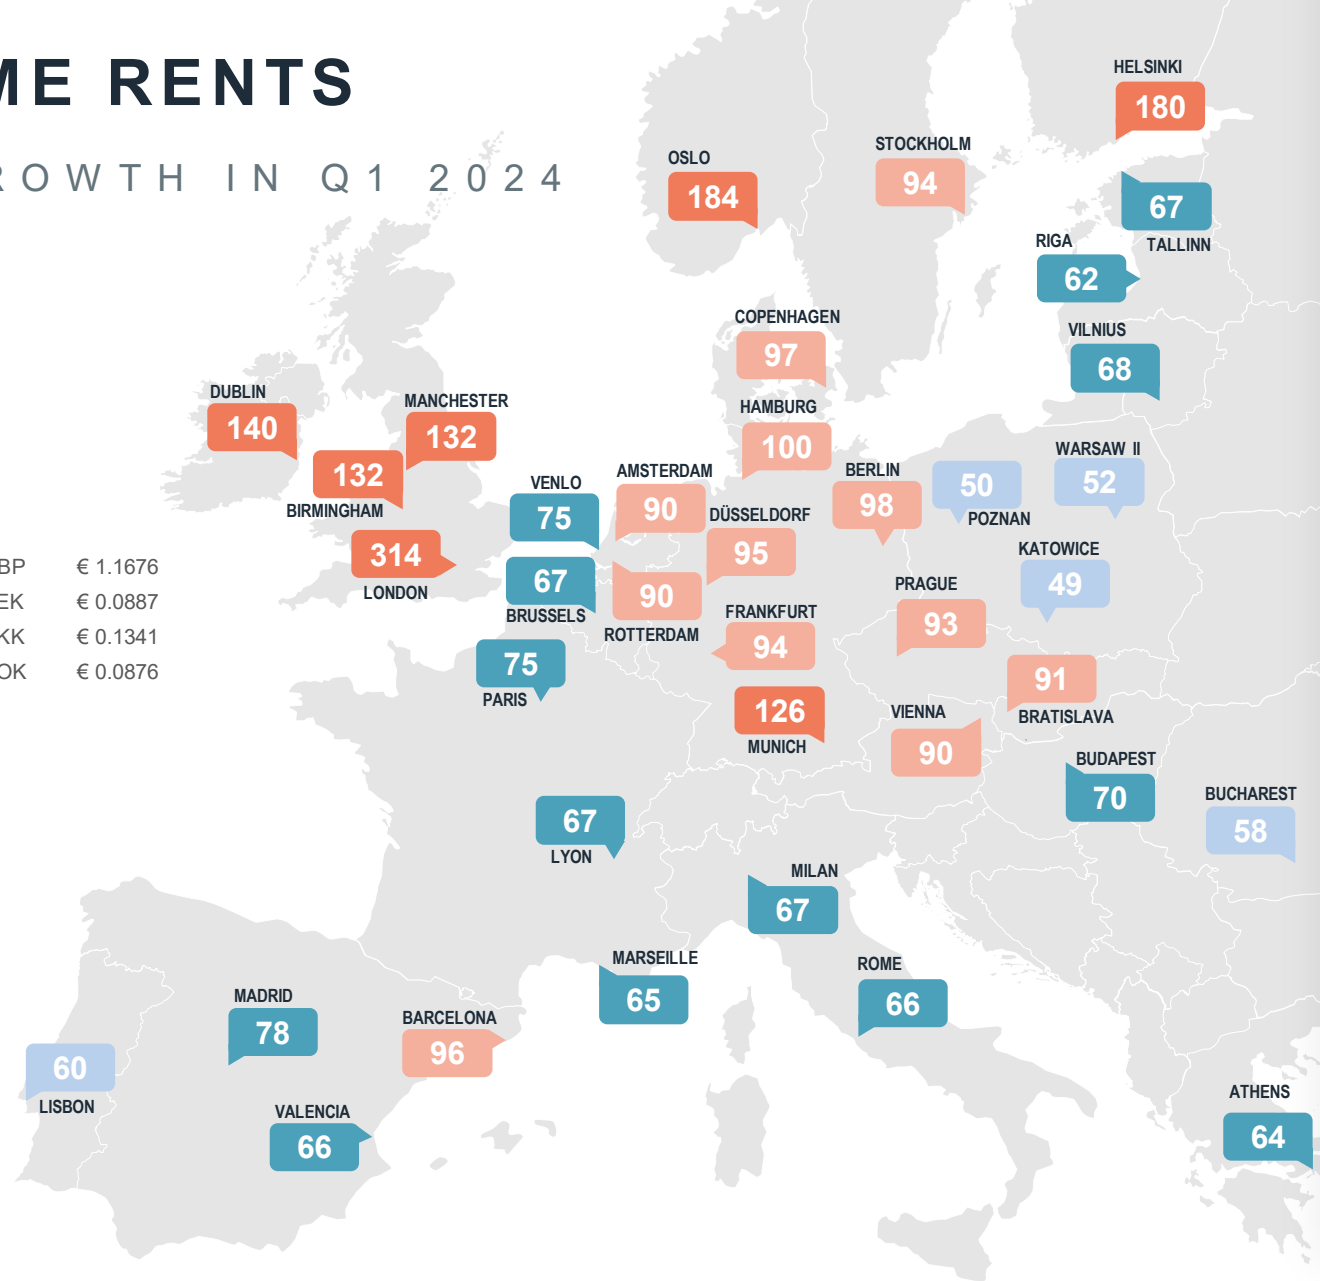 ME RENTS
ROWTH IN Q1 2024
HELSINKI
180
STOCKHOLM
94
OSLO
184
67
TALLINN
RIGA
62
COPENHAGEN
97
VILNIUS
68
DUBLIN
140
MANCHESTER
132
HAMBURG
100
132
BIRMINGHAM
VENLO
75
AMSTERDAM
90
BERLIN
98
50
POZNAN
WARSAW II
52
DÜSSELDORF
95
314
LONDON
67
BRUSSELS
90
ROTTERDAM
KATOWICE
49
BP € 1.1676
EK € 0.0887
KK € 0.1341
OK € 0.0876
PRAGUE
93
FRANKFURT
94
75
PARIS
91
BRATISLAVA
126
MUNICH
VIENNA
90
BUDAPEST
70
BUCHAREST
58
67
LYON
MILAN
67
MARSEILLE
65
ROME
66
MADRID
78
BARCELONA
96
60
LISBON
VALENCIA
66
ATHENS
64